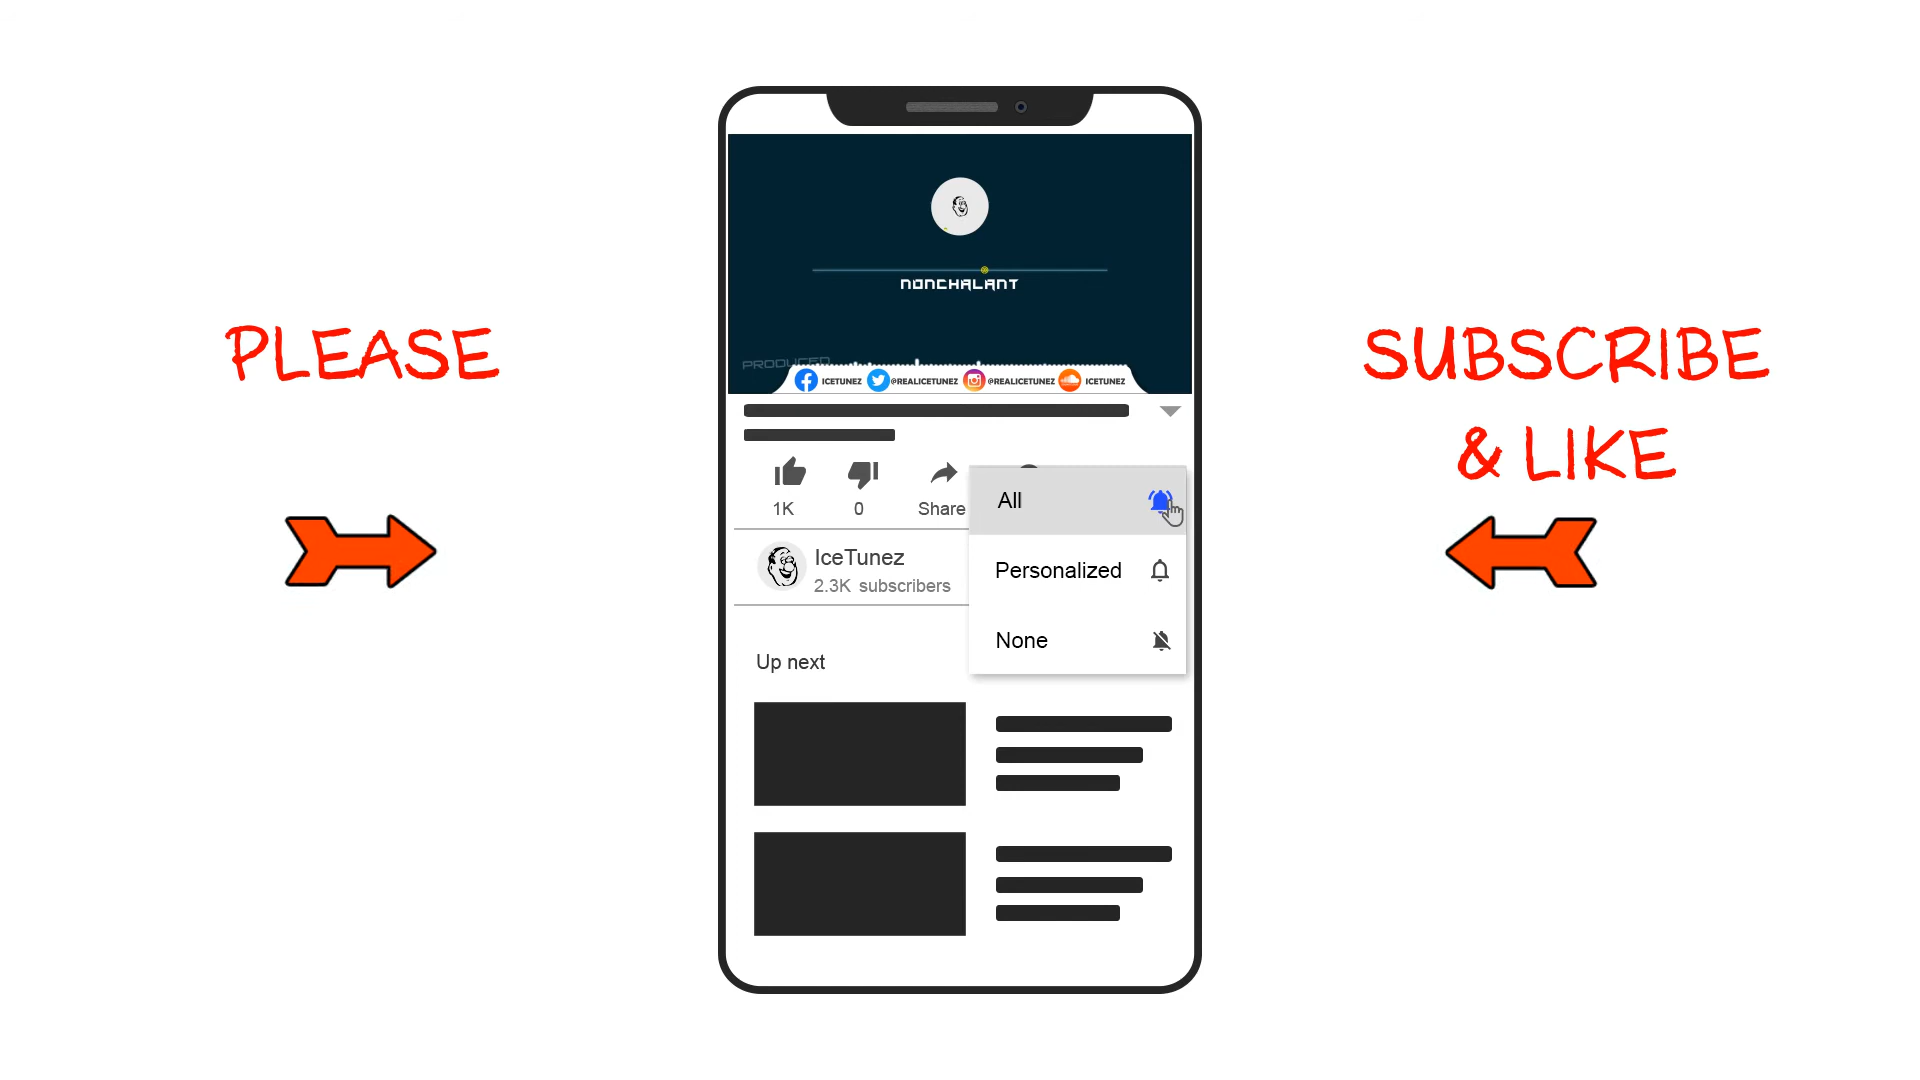 NONCHALANT
PRODUCED
ICETUNEZ @REALICETUNEZ @REALICETUNEZ ICETUNEZ
PLEASE
SUBSCRIBE
& LIKE
1K 0 Share
IceTunez
2.3K subscribers
All
Personalized
None
Up next